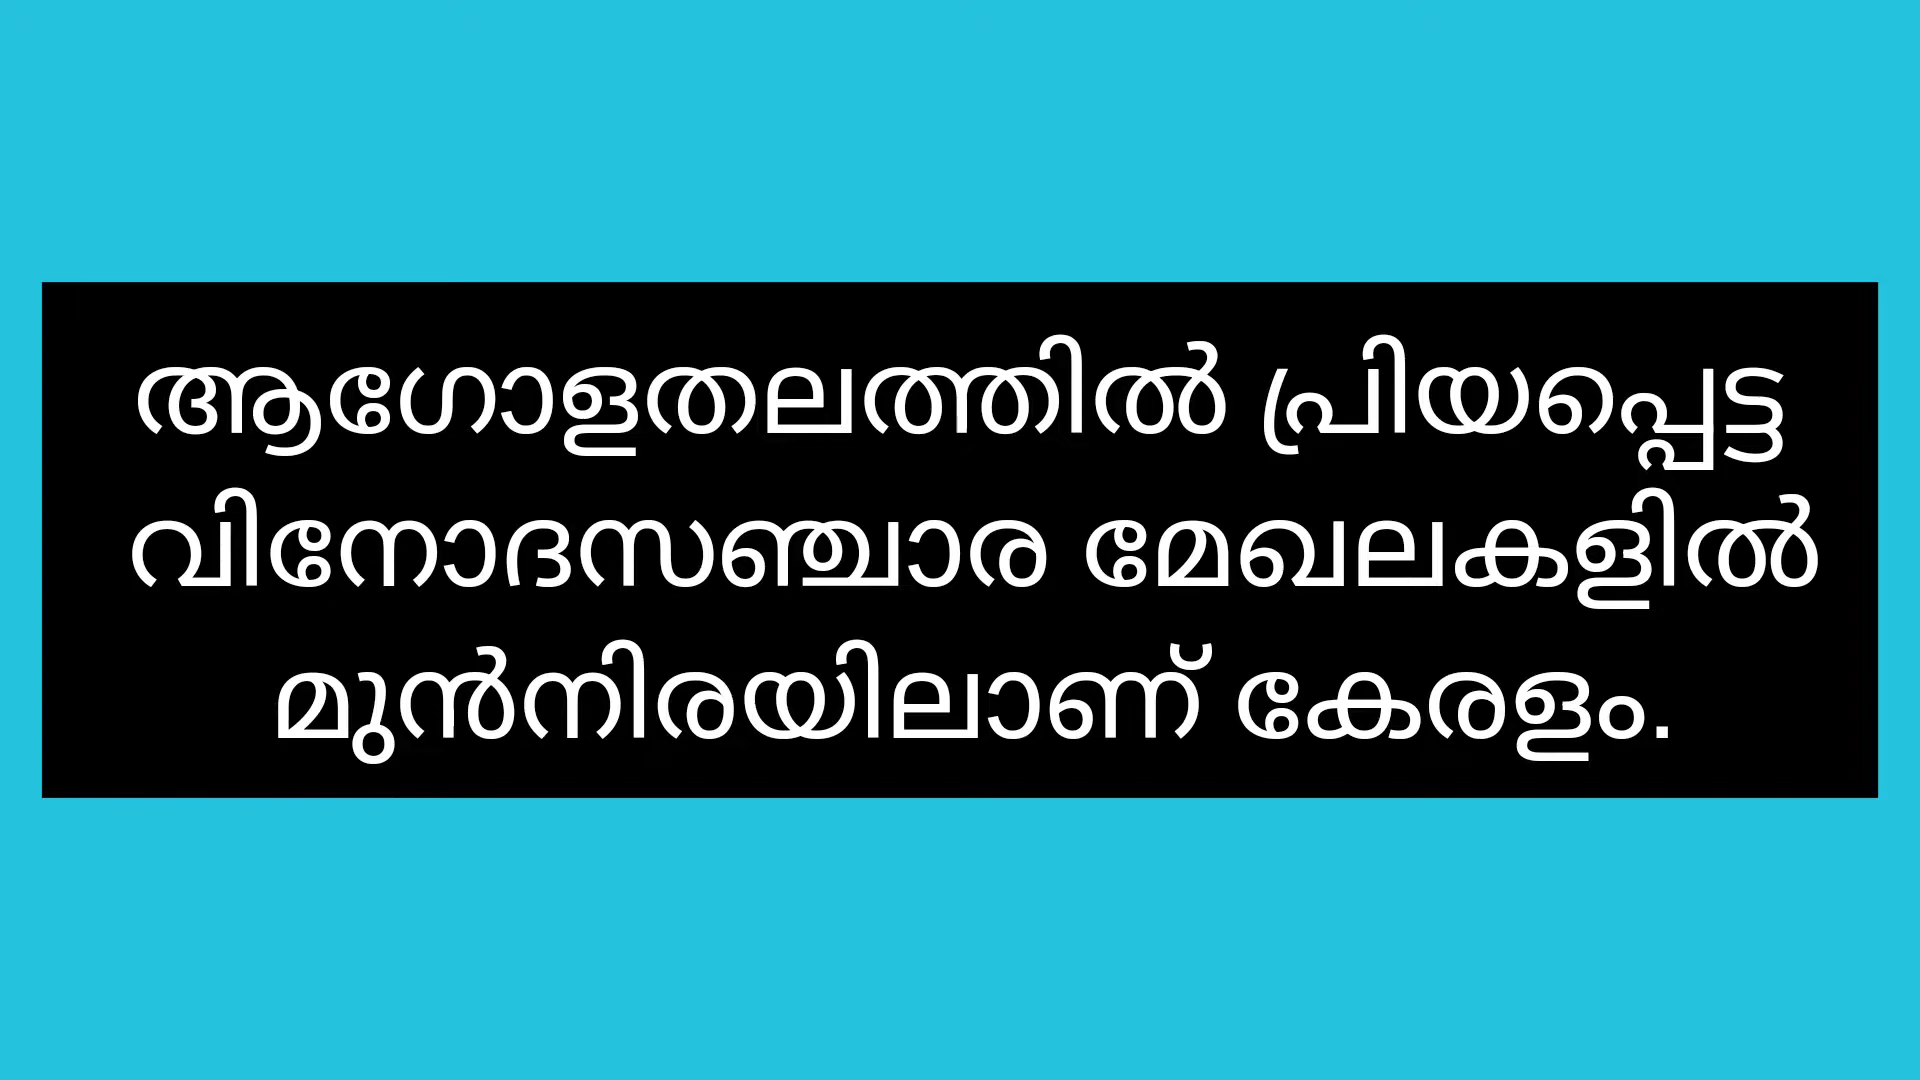 ആഗോളതലത്തിൽ പ്രിയപ്പെട്ട
വിനോദസഞ്ചാര മേഖലകളിൽ
മുൻനിരയിലാണ് കേരളം.